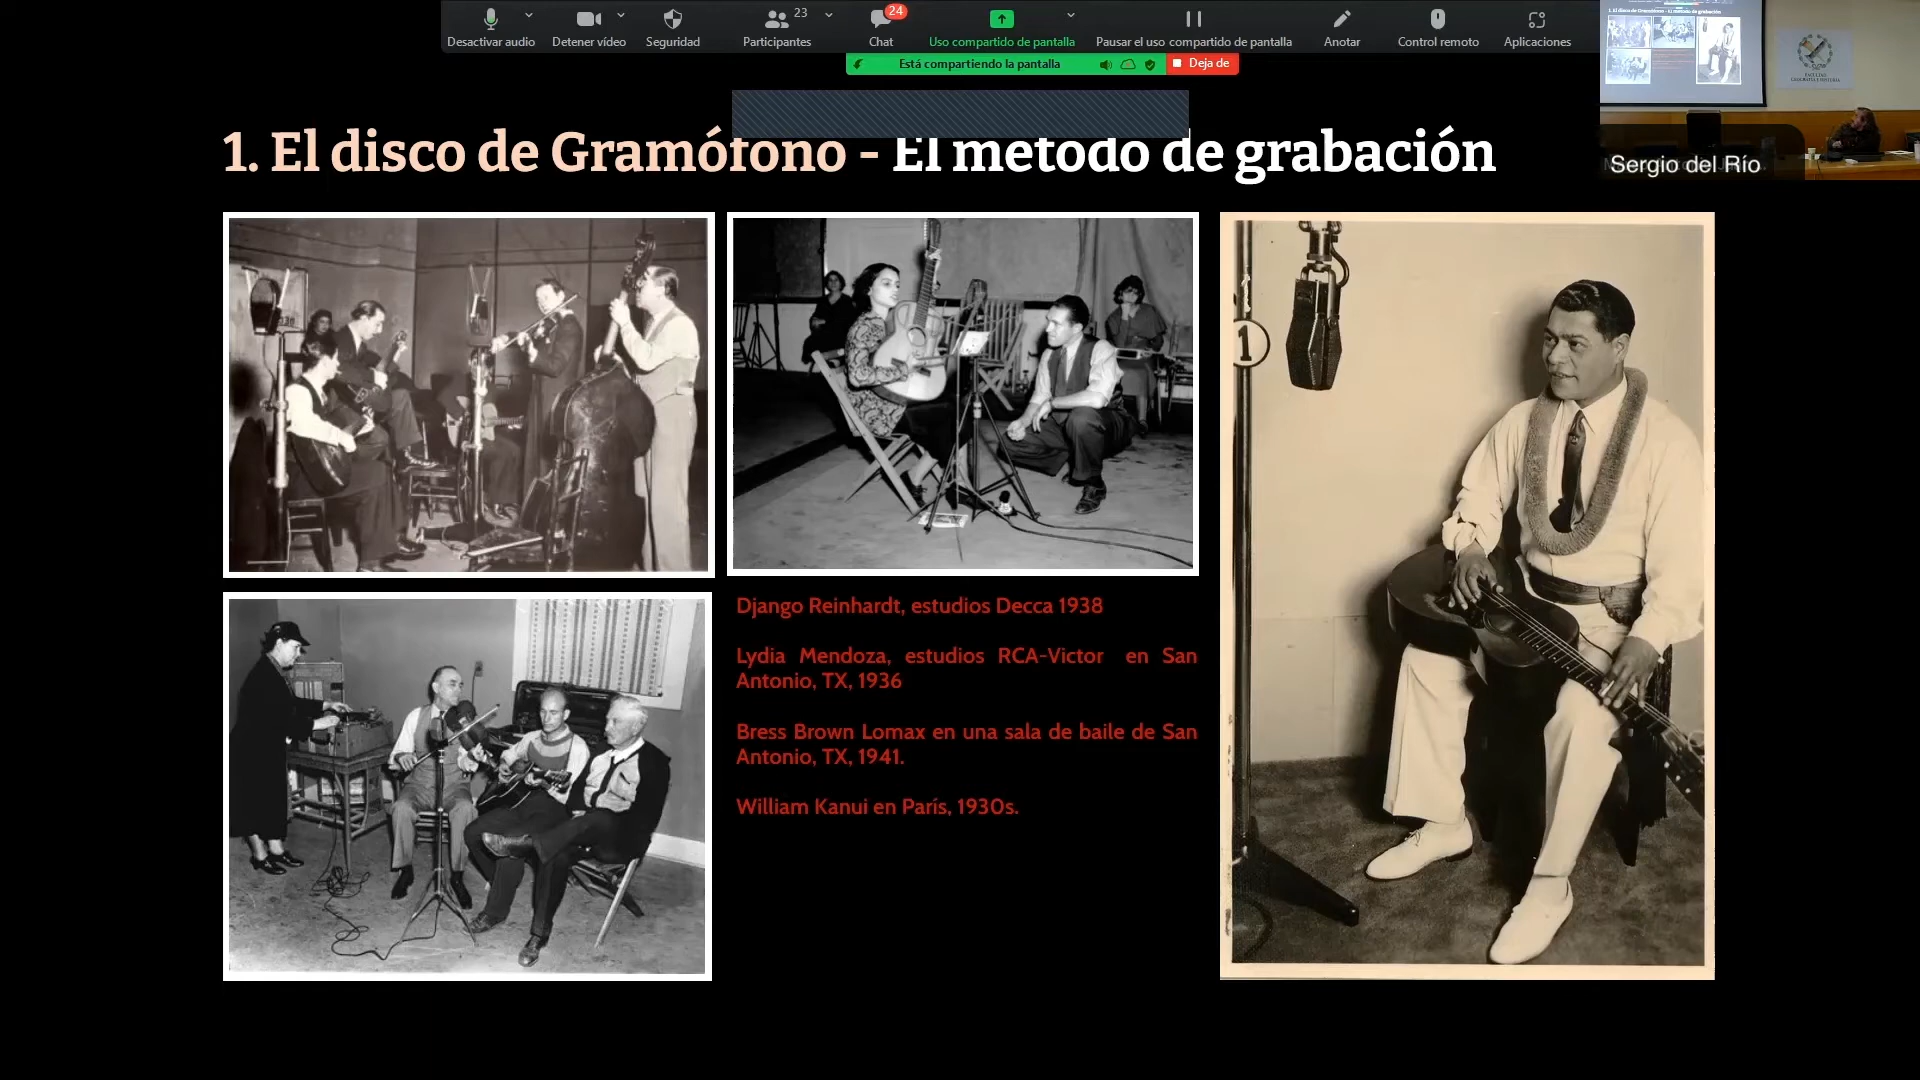 23
24
Desactivar audio
Detener vídeo
Seguridad
Participantes
Chat
Uso compartido de pantalla
Pausar el uso compartido de pantalla
Anotar
Control remoto
Aplicaciones
Está compartiendo la pantalla
Deja de
1. El disco de Gramófono - El método de grabación
Sergio del Río
1
Django Reinhardt, estudios Decca 1938
Lydia Mendoza, estudios RCA-Victor en San
Antonio, TX, 1936
Bress Brown Lomax en una sala de baile de San
Antonio, TX, 1941.
William Kanui en París, 1930s.